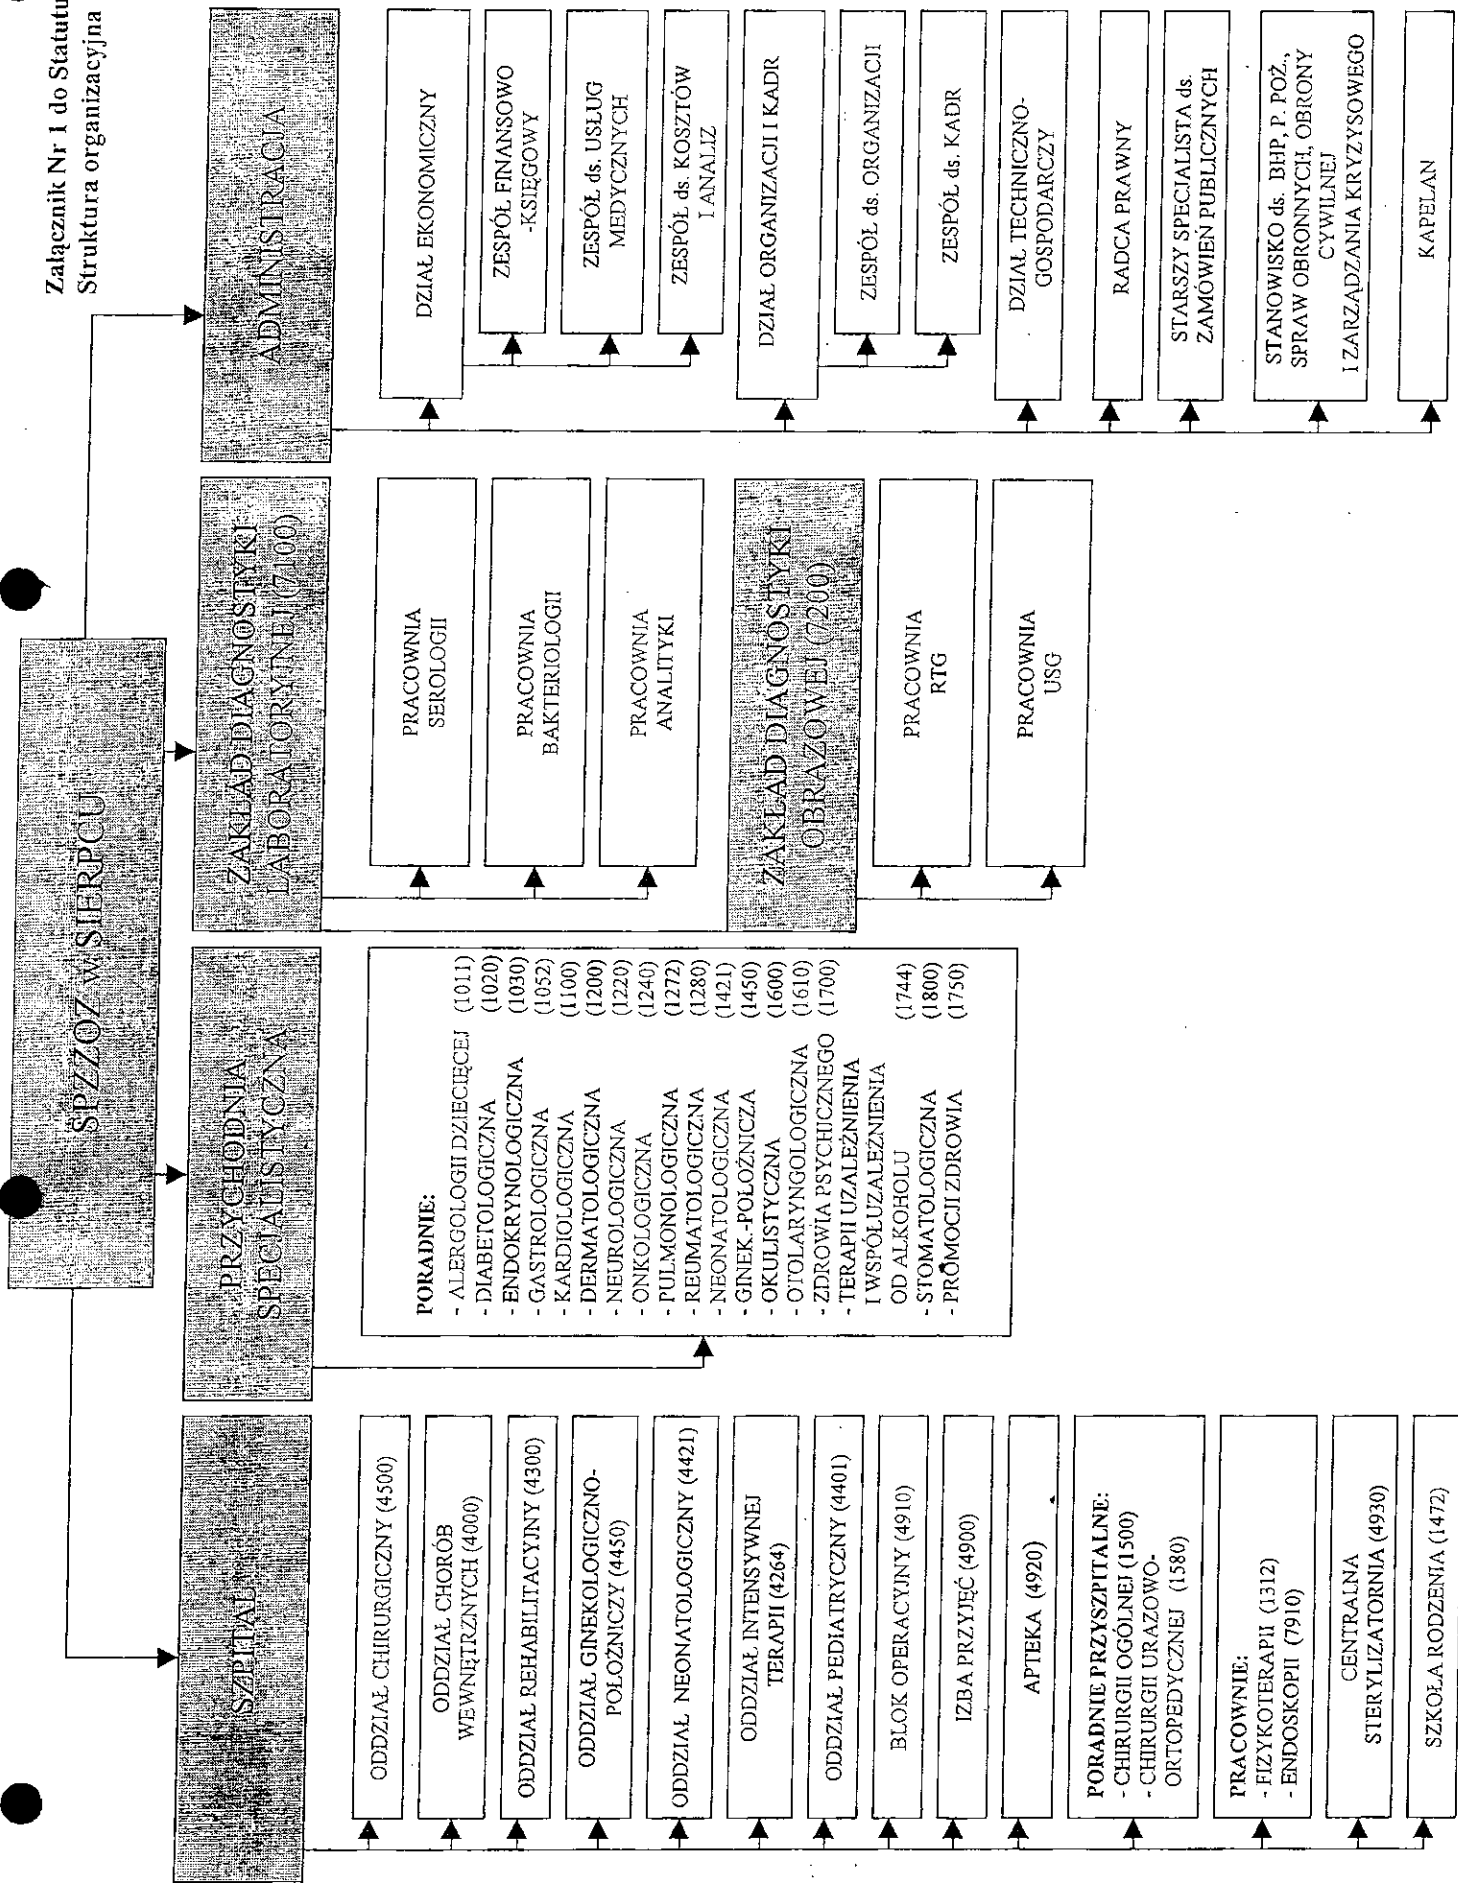 Załącznik Nr 1 do Statutu
Struktura organizacyjna
SPZZOZ w SIERPCU
SZPITAL
ODDZIAŁ CHIRURGICZNY (4500)
ODDZIAŁ CHORÓB
WEWNĘTRZNYCH (4000)
ODDZIAŁ REHABILITACYJNY (4300)
ODDZIAŁ GINEKOLOGICZNO-
POŁOŻNICZY (4450)
ODDZIAŁ NEONATOLOGICZNY (4421)
ODDZIAŁ INTENSYWNEJ
TERAPII (4264)
ODDZIAŁ PEDIATRYCZNY (4401)
BLOK OPERACYJNY (4910)
IZBA PRZYJĘĆ (4900)
APTEKA (4920)
PORADNIE PRZYSZPITALNE:
- CHIRURGII OGÓLNEJ (1500)
- CHIRURGII URAZOWO-
ORTOPEDYCZNEJ (1580)
PRACOWNIE:
- FIZYKOTERAPII (1312)
- ENDOSKOPII (7910)
CENTRALNA
STERYLIZATORNIA (4930)
SZKOŁA RODZENIA (1472)
PRZYCHODNIA
SPECJALISTYCZNA
PORADNIE:
- ALERGOLOGII DZIECIĘCEJ (1011)
- DIABETOLOGICZNA (1020)
- ENDOKRYNOLOGICZNA (1030)
- GASTROLOGICZNA (1052)
- KARDIOLOGICZNA (1100)
- DERMATOLOGICZNA (1200)
- NEUROLOGICZNA (1220)
- ONKOLOGICZNA (1240)
- PULMONOLOGICZNA (1272)
- REUMATOLOGICZNA (1280)
- NEONATOLOGICZNA (1421)
- GINEK.-POŁOŻNICZA (1450)
- OKULISTYCZNA (1600)
- OTOLARYNGOLOGICZNA (1610)
- ZDROWIA PSYCHICZNEGO (1700)
- TERAPII UZALEŻNIENIA
I WSPÓŁUZALEŻNIENIA
OD ALKOHOLU (1744)
- STOMATOLOGICZNA (1800)
- PROMOCJI ZDROWIA (1750)
ZAKŁAD DIAGNOSTYKI
LABORATORYJNEJ (7100)
PRACOWNIA
SEROLOGII
PRACOWNIA
BAKTERIOLOGII
PRACOWNIA
ANALITYKI
ZAKŁAD DIAGNOSTYKI
OBRAZOWEJ (7200)
PRACOWNIA
RTG
PRACOWNIA
USG
ADMINISTRACJA
DZIAŁ EKONOMICZNY
ZESPÓŁ FINANSOWO
-KSIĘGOWY
ZESPÓŁ ds. USŁUG
MEDYCZNYCH
ZESPÓŁ ds. KOSZTÓW
I ANALIZ
DZIAŁ ORGANIZACJI I KADR
ZESPÓŁ ds. ORGANIZACJI
ZESPÓŁ ds. KADR
DZIAŁ TECHNICZNO-
GOSPODARCZY
RADCA PRAWNY
STARSZY SPECJALISTA ds.
ZAMÓWIEŃ PUBLICZNYCH
STANOWISKO ds. BHP, P. POŻ.,
SPRAW OBRONNYCH, OBRONY
CYWILNEJ
I ZARZĄDZANIA KRYZYSOWEGO
KAPELAN